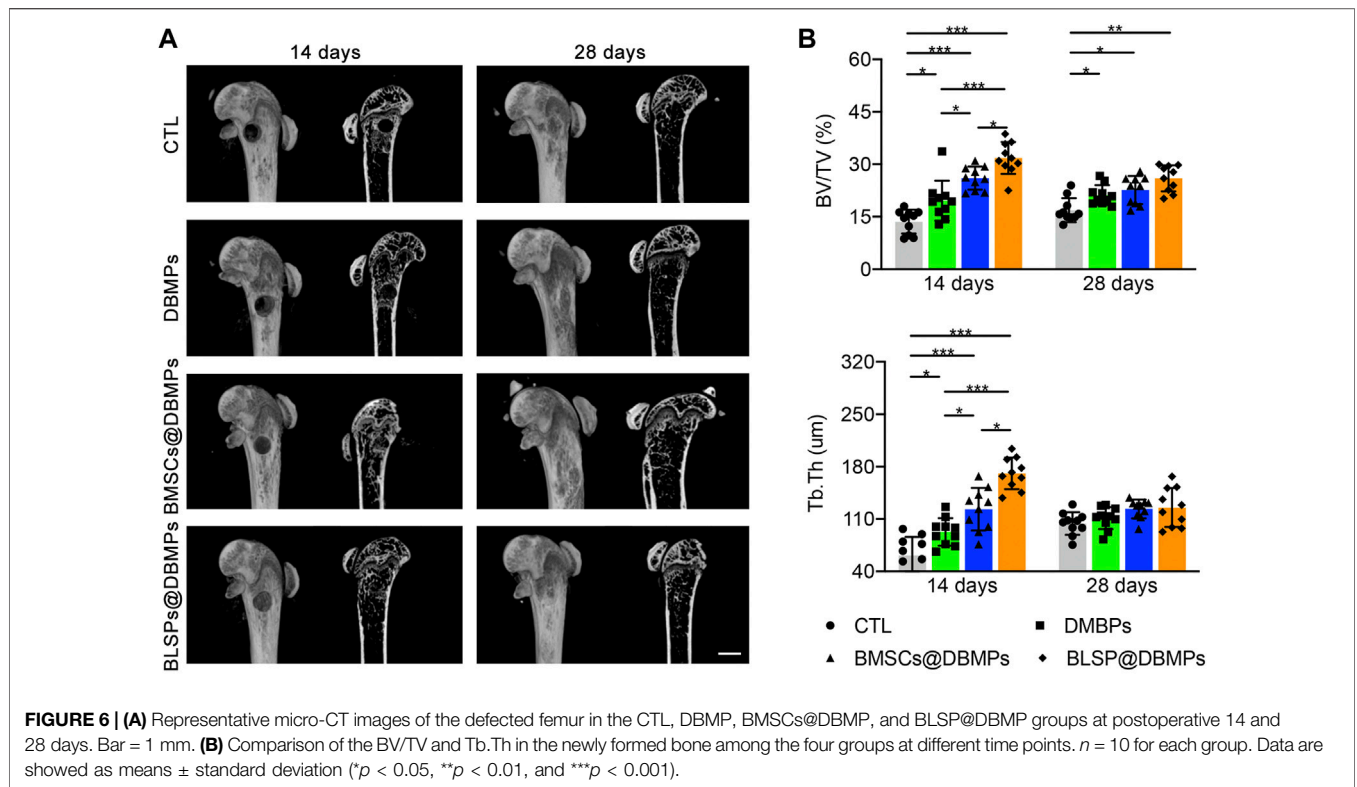 A
14 days
28 days
CTL
DBMPs
BMSCs@DBMPs
BLSPs@DBMPs
B
***
***
*
***
*
*
**
*
*
60
45
30
15
0
BV/TV (%)
14 days
28 days
***
***
*
***
*
*
320
250
180
110
40
Tb.Th (um)
14 days
28 days
CTL
DMBPs
BMSCs@DBMPs
BLSP@DBMPs
FIGURE 6 | (A) Representative micro-CT images of the defected femur in the CTL, DBMP, BMSCs@DBMP, and BLSP@DBMP groups at postoperative 14 and
28 days. Bar = 1 mm. (B) Comparison of the BV/TV and Tb.Th in the newly formed bone among the four groups at different time points. n = 10 for each group. Data are
showed as means ± standard deviation (*p < 0.05, **p < 0.01, and ***p < 0.001).